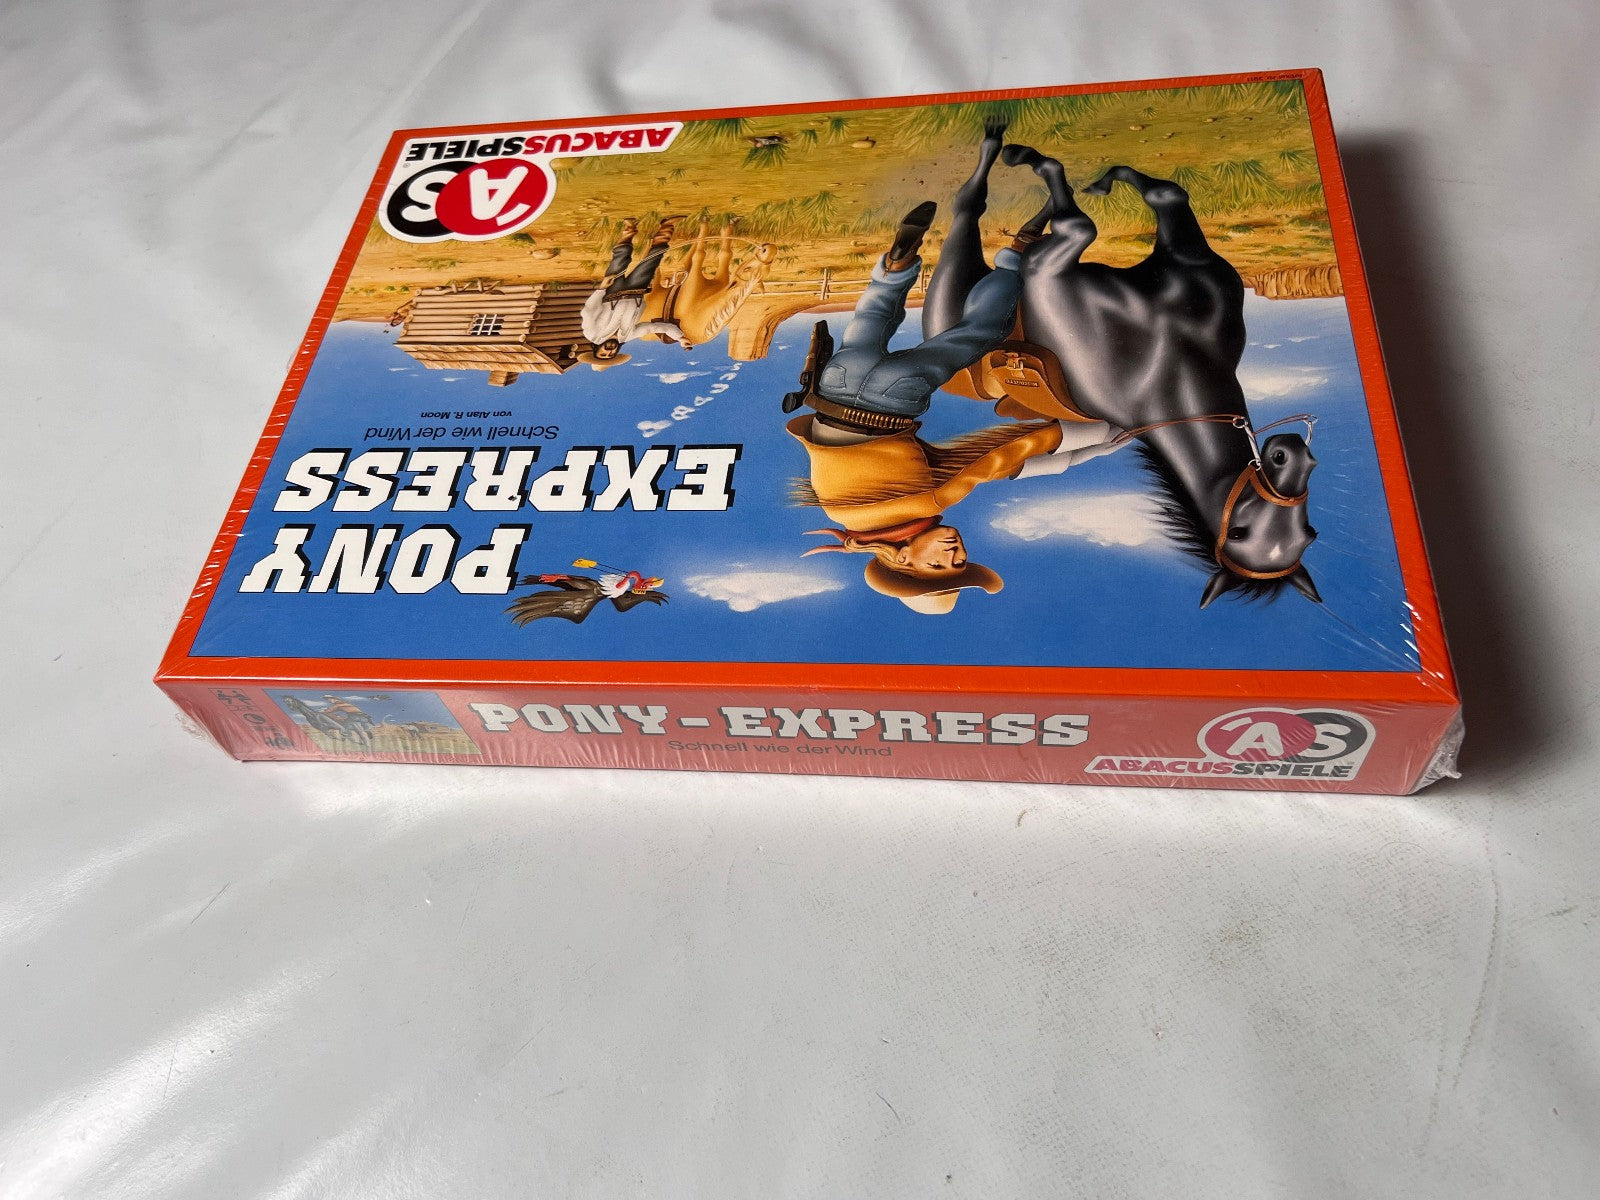 PONY
EXPRESS
Schnell wie der Wind
von Alan R. Moon
AS
ABACUSSPIELE
PONY-EXPRESS
Schnell wie der Wind
AS
ABACUSSPIELE